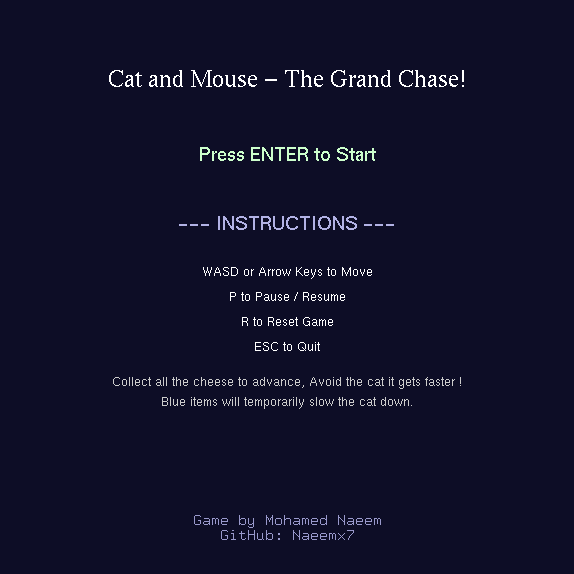 Cat and Mouse – The Grand Chase!
Press ENTER to Start
--- INSTRUCTIONS ---
WASD or Arrow Keys to Move
P to Pause / Resume
R to Reset Game
ESC to Quit
Collect all the cheese to advance, Avoid the cat it gets faster !
Blue items will temporarily slow the cat down.
Game by Mohamed Naeem
GitHub: Naeemx7